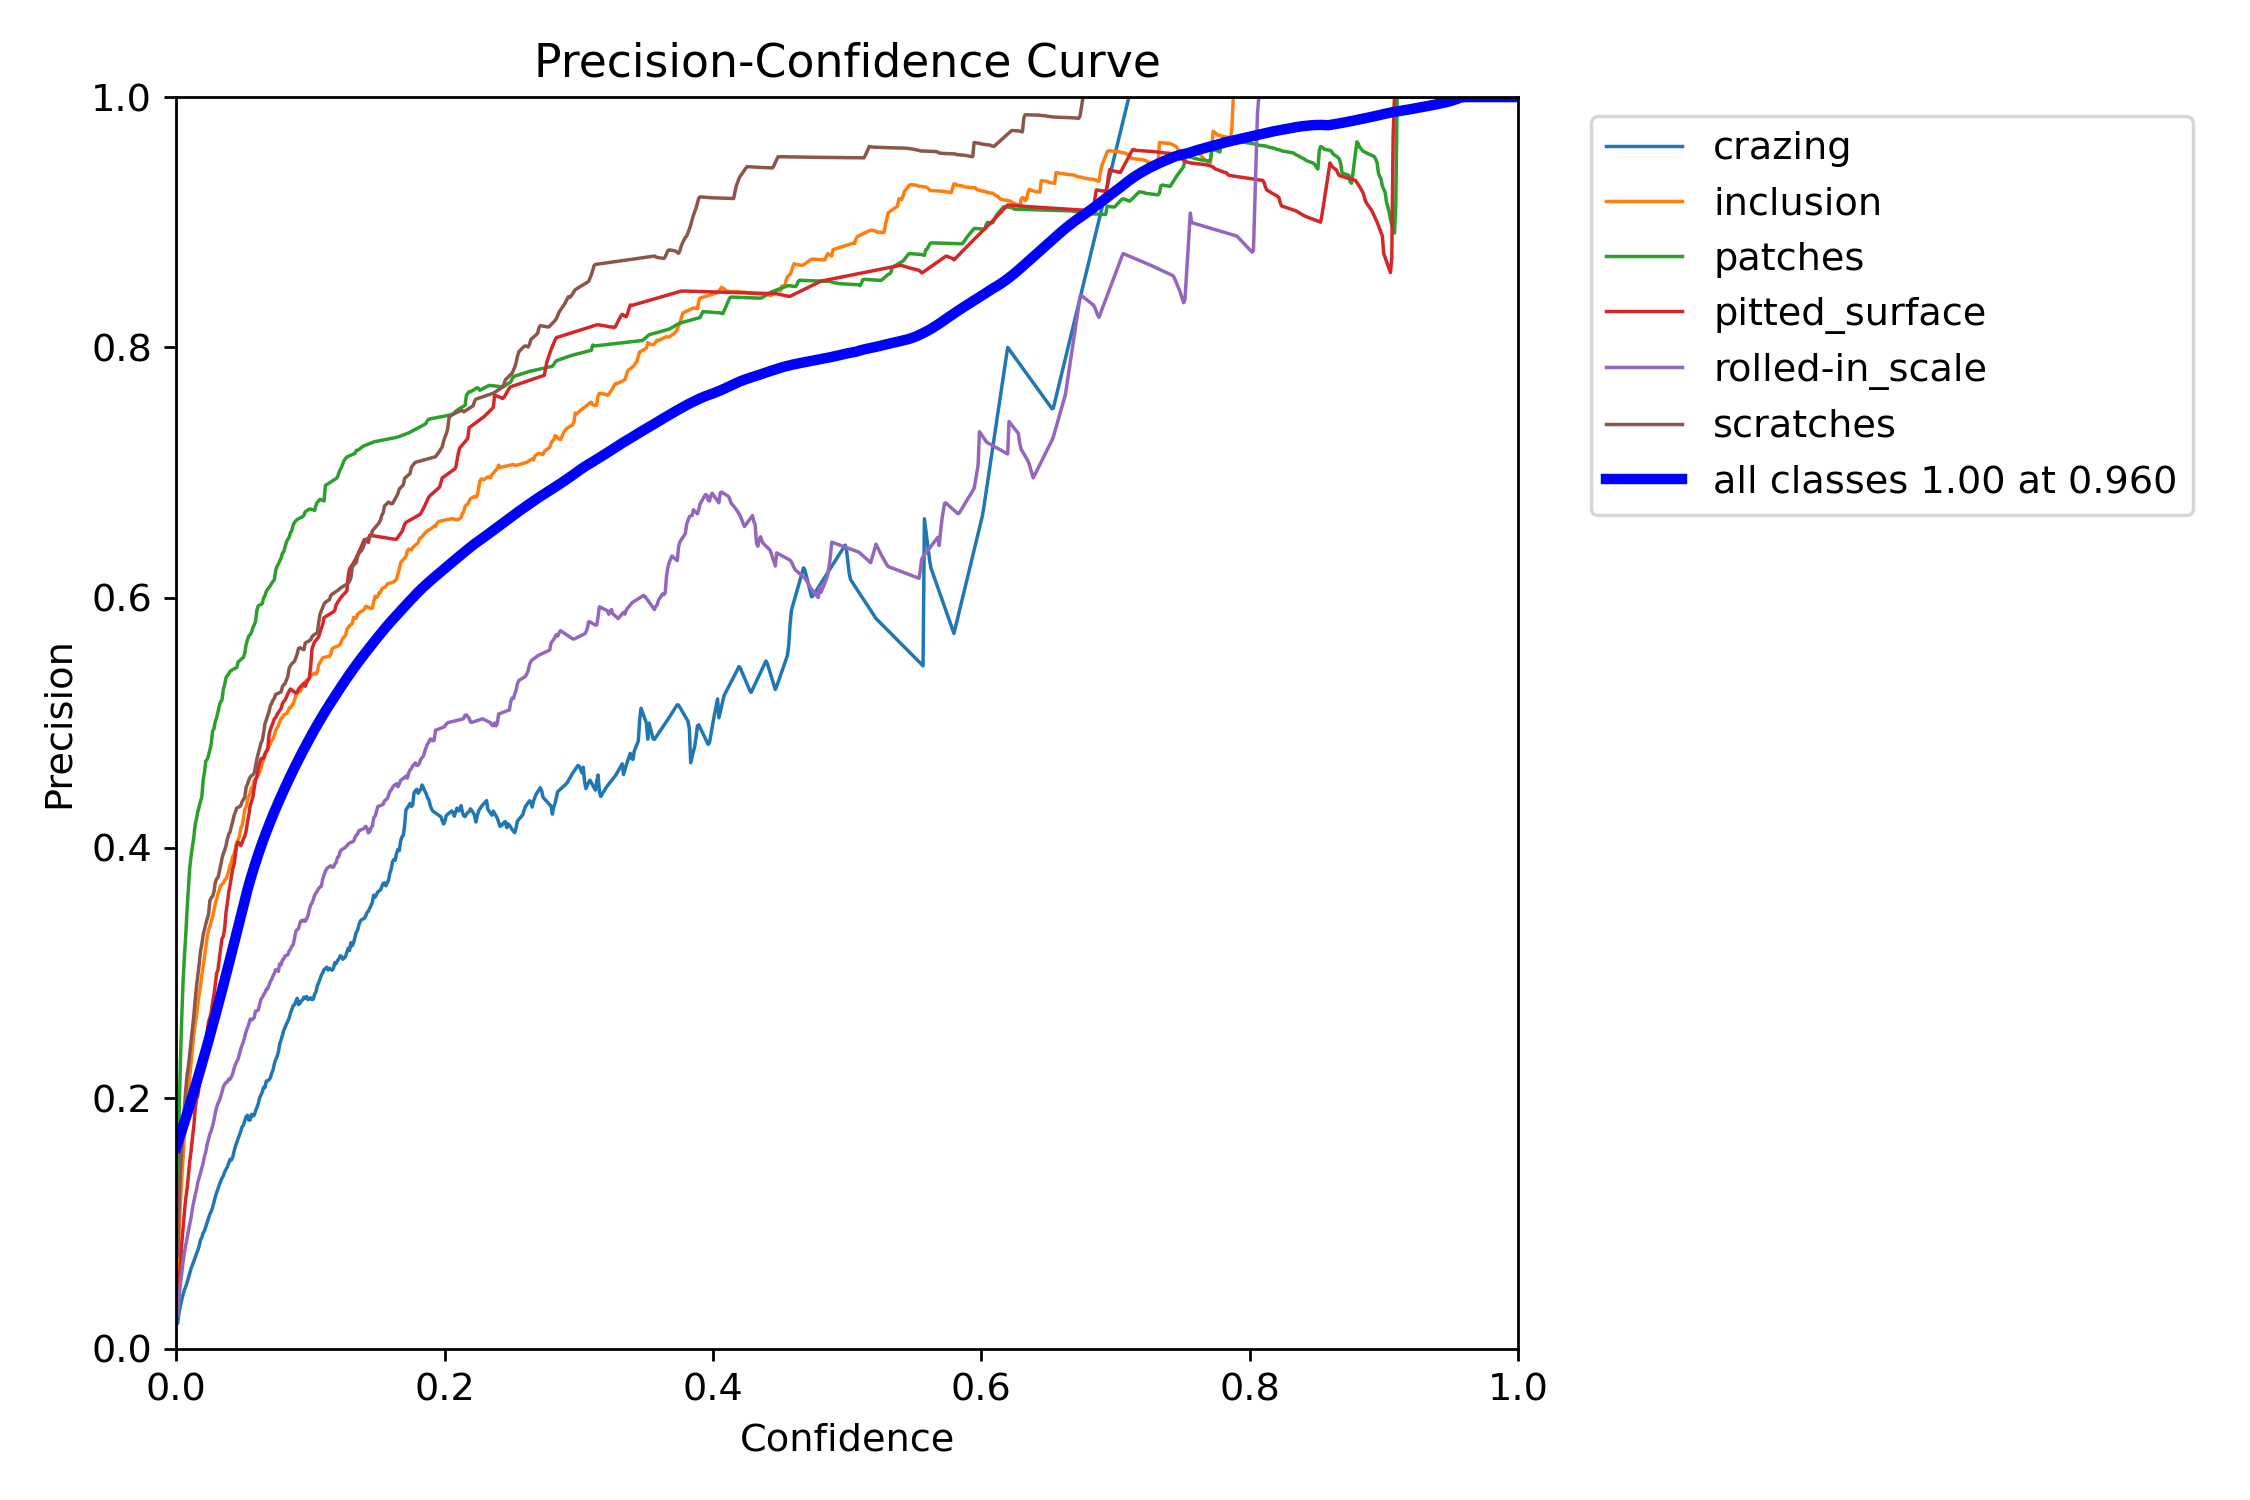 Precision-Confidence Curve
1.0
0.8
0.6
0.4
0.2
0.0
Precision
0.0 0.2 0.4 0.6 0.8 1.0
Confidence
crazing
inclusion
patches
pitted_surface
rolled-in_scale
scratches
all classes 1.00 at 0.960